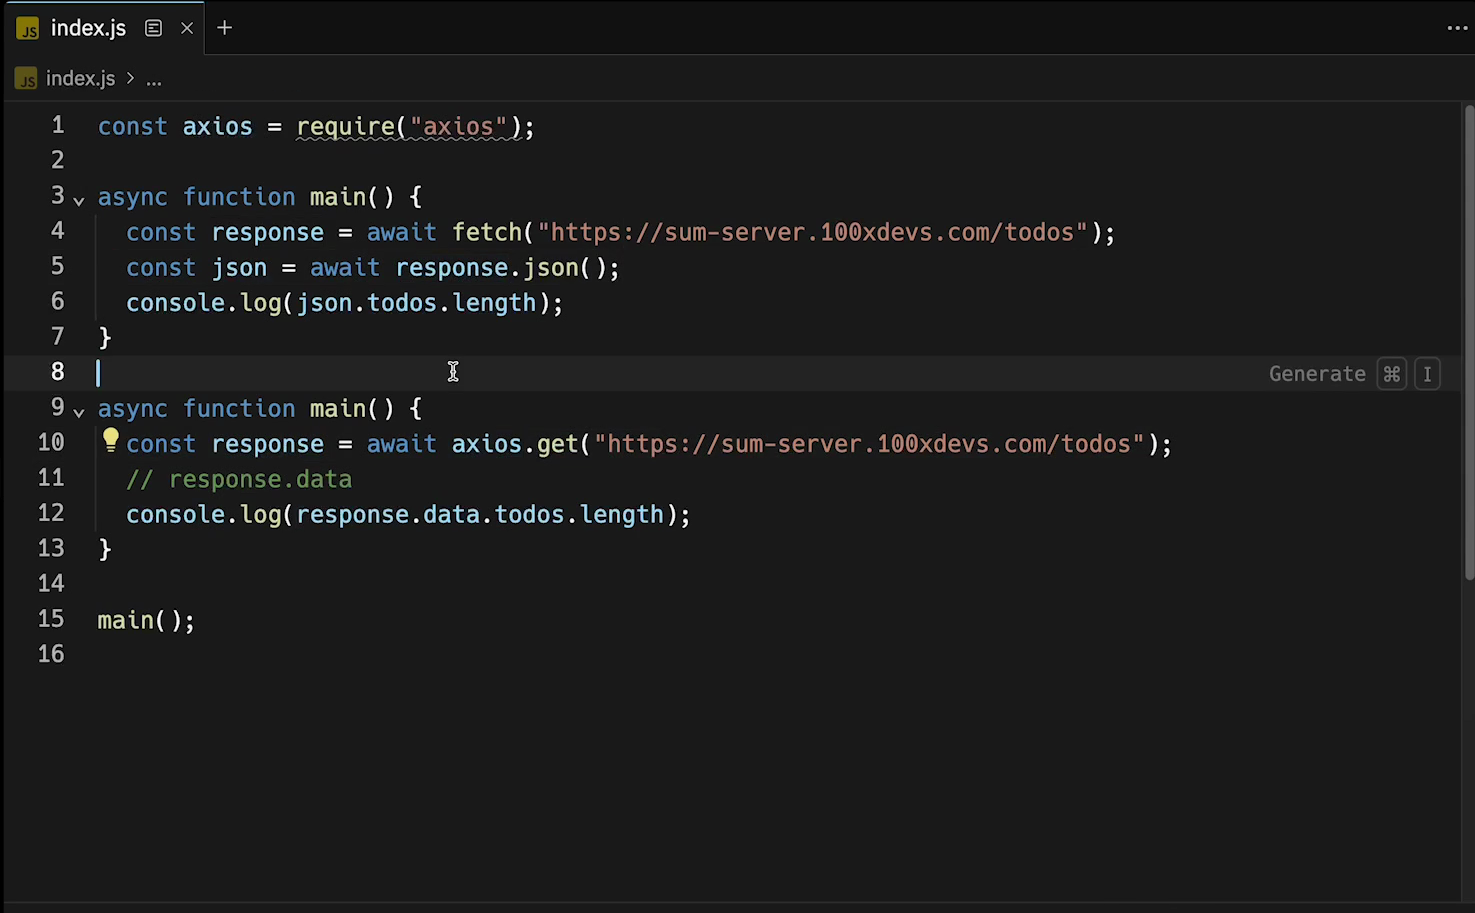 JS index.js
JS index.js > ...
1 const axios = require("axios");
2
3 async function main() {
4 const response = await fetch("https://sum-server.100xdevs.com/todos");
5 const json = await response.json();
6 console.log(json.todos.length);
7 }
8 Generate ⌘ I
9 async function main() {
10 const response = await axios.get("https://sum-server.100xdevs.com/todos");
11 // response.data
12 console.log(response.data.todos.length);
13 }
14
15 main();
16